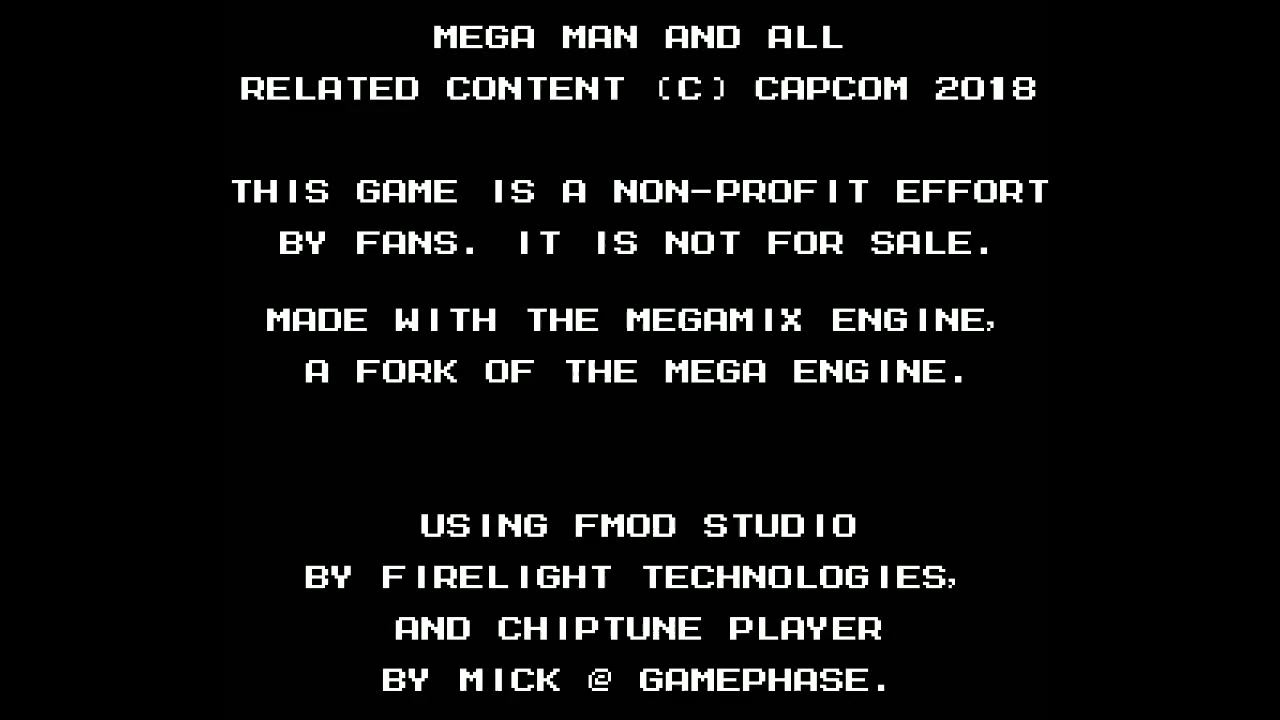 MEGA MAN AND ALL
RELATED CONTENT (C) CAPCOM 2018
THIS GAME IS A NON-PROFIT EFFORT
BY FANS. IT IS NOT FOR SALE.
MADE WITH THE MEGAMIX ENGINE,
A FORK OF THE MEGA ENGINE.
USING FMOD STUDIO
BY FIRELIGHT TECHNOLOGIES,
AND CHIPTUNE PLAYER
BY MICK @ GAMEPHASE.